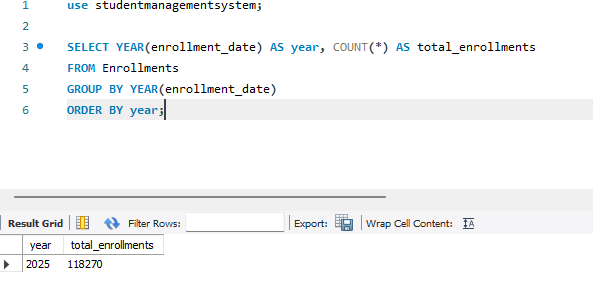 1 use studentmanagementsystem;
2
3 SELECT YEAR(enrollment_date) AS year, COUNT(*) AS total_enrollments
4 FROM Enrollments
5 GROUP BY YEAR(enrollment_date)
6 ORDER BY year;
Result Grid Filter Rows: Export: Wrap Cell Content: IA
year total_enrollments
2025 118270